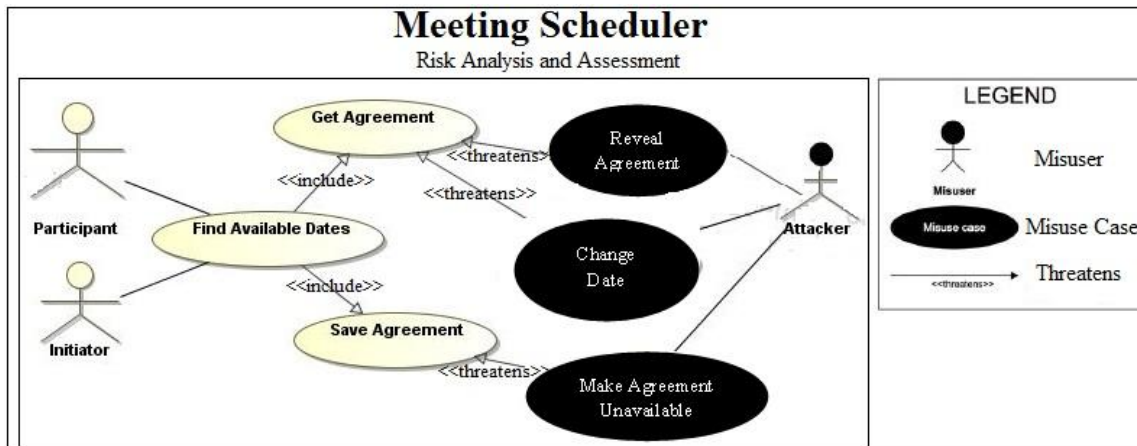 Meeting Scheduler
Risk Analysis and Assessment
Get Agreement
<<threatens>
Reveal
Agreement
<<include>>
<<threatens>>
Participant
Find Available Dates
Attacker
Change
Date
<<include>>
Initiator
Save Agreement
<<threatens>>
Make Agreement
Unavailable
LEGEND
Misuser
Misuser
Misuse case
Misuse Case
Threatens
<<threatens>>